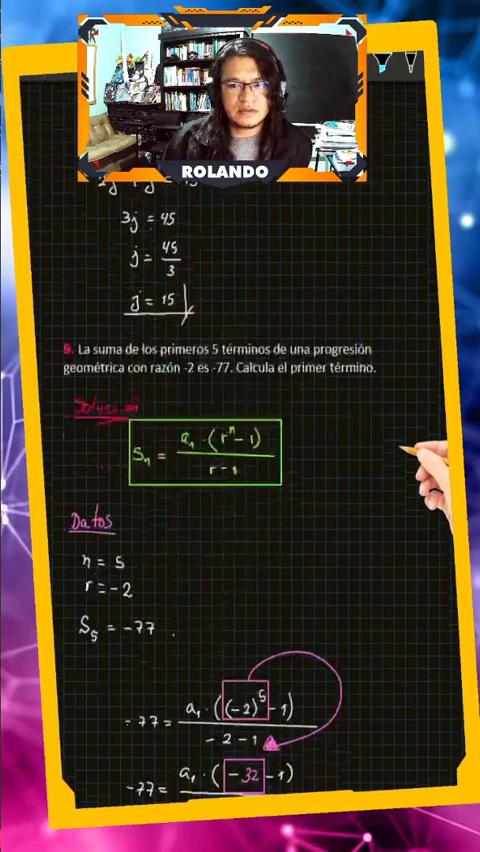 ROLANDO
3j = 45
j = 45/3
j = 15
9. La suma de los primeros 5 términos de una progresión
geométrica con razón -2 es -77. Calcula el primer término.
Solución
Sₙ = a₁ · (rⁿ - 1) / r - 1
Datos
n = 5
r = -2
S₅ = -77
-77 = a₁ · ((-2)⁵ - 1) / -2 - 1
-77 = a₁ · (-32 - 1)